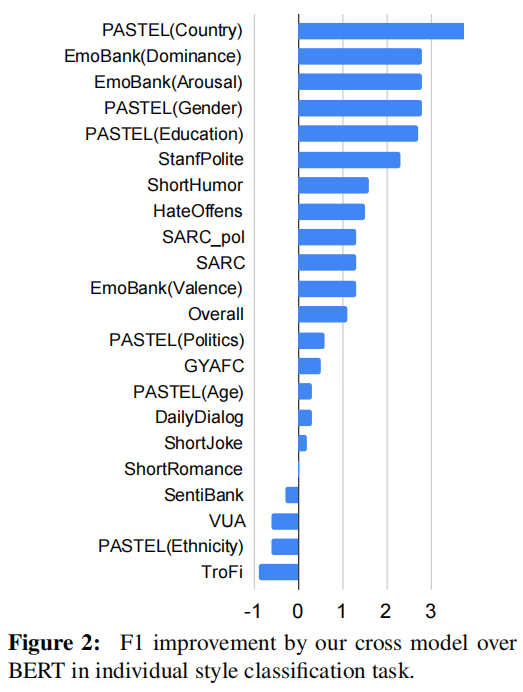 PASTEL(Country)
EmoBank(Dominance)
EmoBank(Arousal)
PASTEL(Gender)
PASTEL(Education)
StanfPolite
ShortHumor
HateOffens
SARC_pol
SARC
EmoBank(Valence)
Overall
PASTEL(Politics)
GYAFC
PASTEL(Age)
DailyDialog
ShortJoke
ShortRomance
SentiBank
VUA
PASTEL(Ethnicity)
TroFi
-1 0 1 2 3
Figure 2: F1 improvement by our cross model over
BERT in individual style classification task.